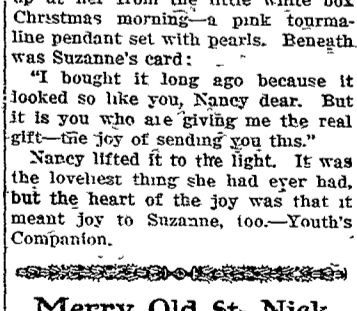 up at her from the little white box
Christmas morning—a pink tourma-
line pendant set with pearls. Beneath
was Suzanne's card:
"I bought it long ago because it
looked so like you, Nancy dear. But
it is you who are giving me the real
gift—the joy of sending you this."
Nancy lifted it to the light. It was
the loveliest thing she had ever had,
but the heart of the joy was that it
meant joy to Suzanne, too.—Youth's
Companion.
Merry Old St. Nick